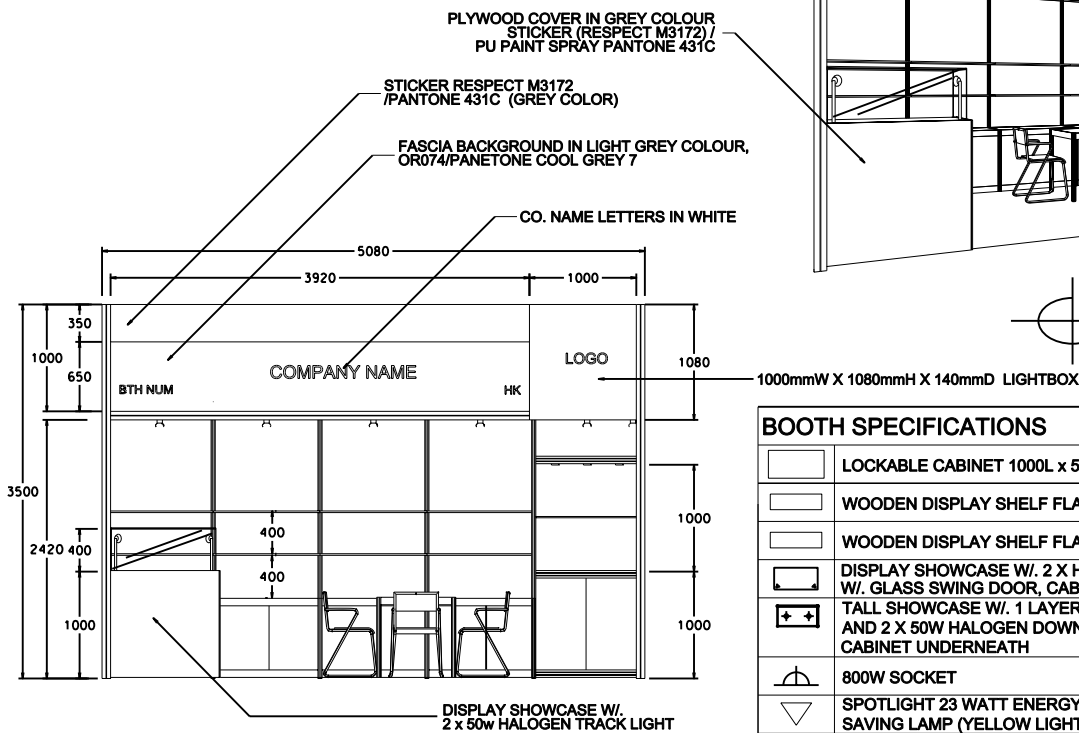 PLYWOOD COVER IN GREY COLOUR
STICKER (RESPECT M3172) /
PU PAINT SPRAY PANTONE 431C
STICKER RESPECT M3172
/PANTONE 431C (GREY COLOR)
FASCIA BACKGROUND IN LIGHT GREY COLOUR,
OR074/PANETONE COOL GREY 7
CO. NAME LETTERS IN WHITE
5080
3920
1000
350
1000
650
COMPANY NAME
BTH NUM
HK
LOGO
1080
1000mmW X 1080mmH X 140mmD LIGHTBOX
3500
2420
400
1000
400
400
1000
1000
DISPLAY SHOWCASE W/.
2 x 50w HALOGEN TRACK LIGHT
BOOTH SPECIFICATIONS
LOCKABLE CABINET 1000L x 5
WOODEN DISPLAY SHELF FLA
WOODEN DISPLAY SHELF FLA
DISPLAY SHOWCASE W/. 2 X H
W/. GLASS SWING DOOR, CAB
TALL SHOWCASE W/. 1 LAYER
AND 2 X 50W HALOGEN DOWN
CABINET UNDERNEATH
800W SOCKET
SPOTLIGHT 23 WATT ENERGY
SAVING LAMP (YELLOW LIGHT